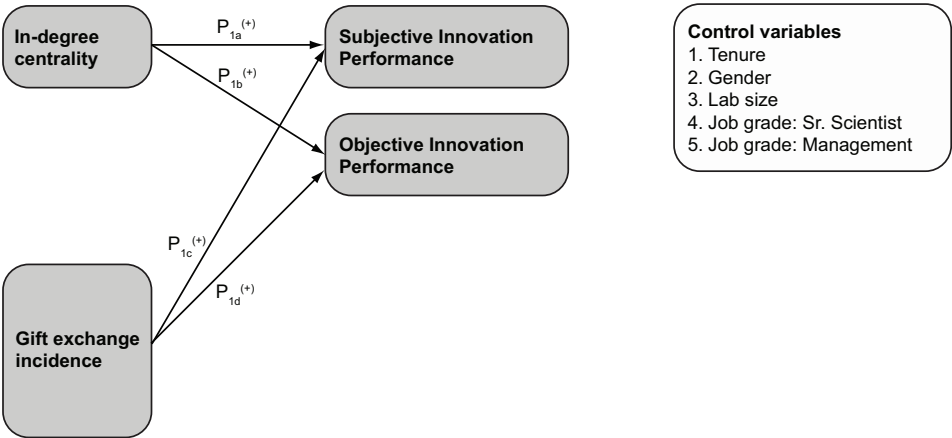 In-degree
centrality
P1a(+)
Subjective Innovation
Performance
P1b(+)
Objective Innovation
Performance
P1c(+)
P1d(+)
Gift exchange
incidence
Control variables
1. Tenure
2. Gender
3. Lab size
4. Job grade: Sr. Scientist
5. Job grade: Management